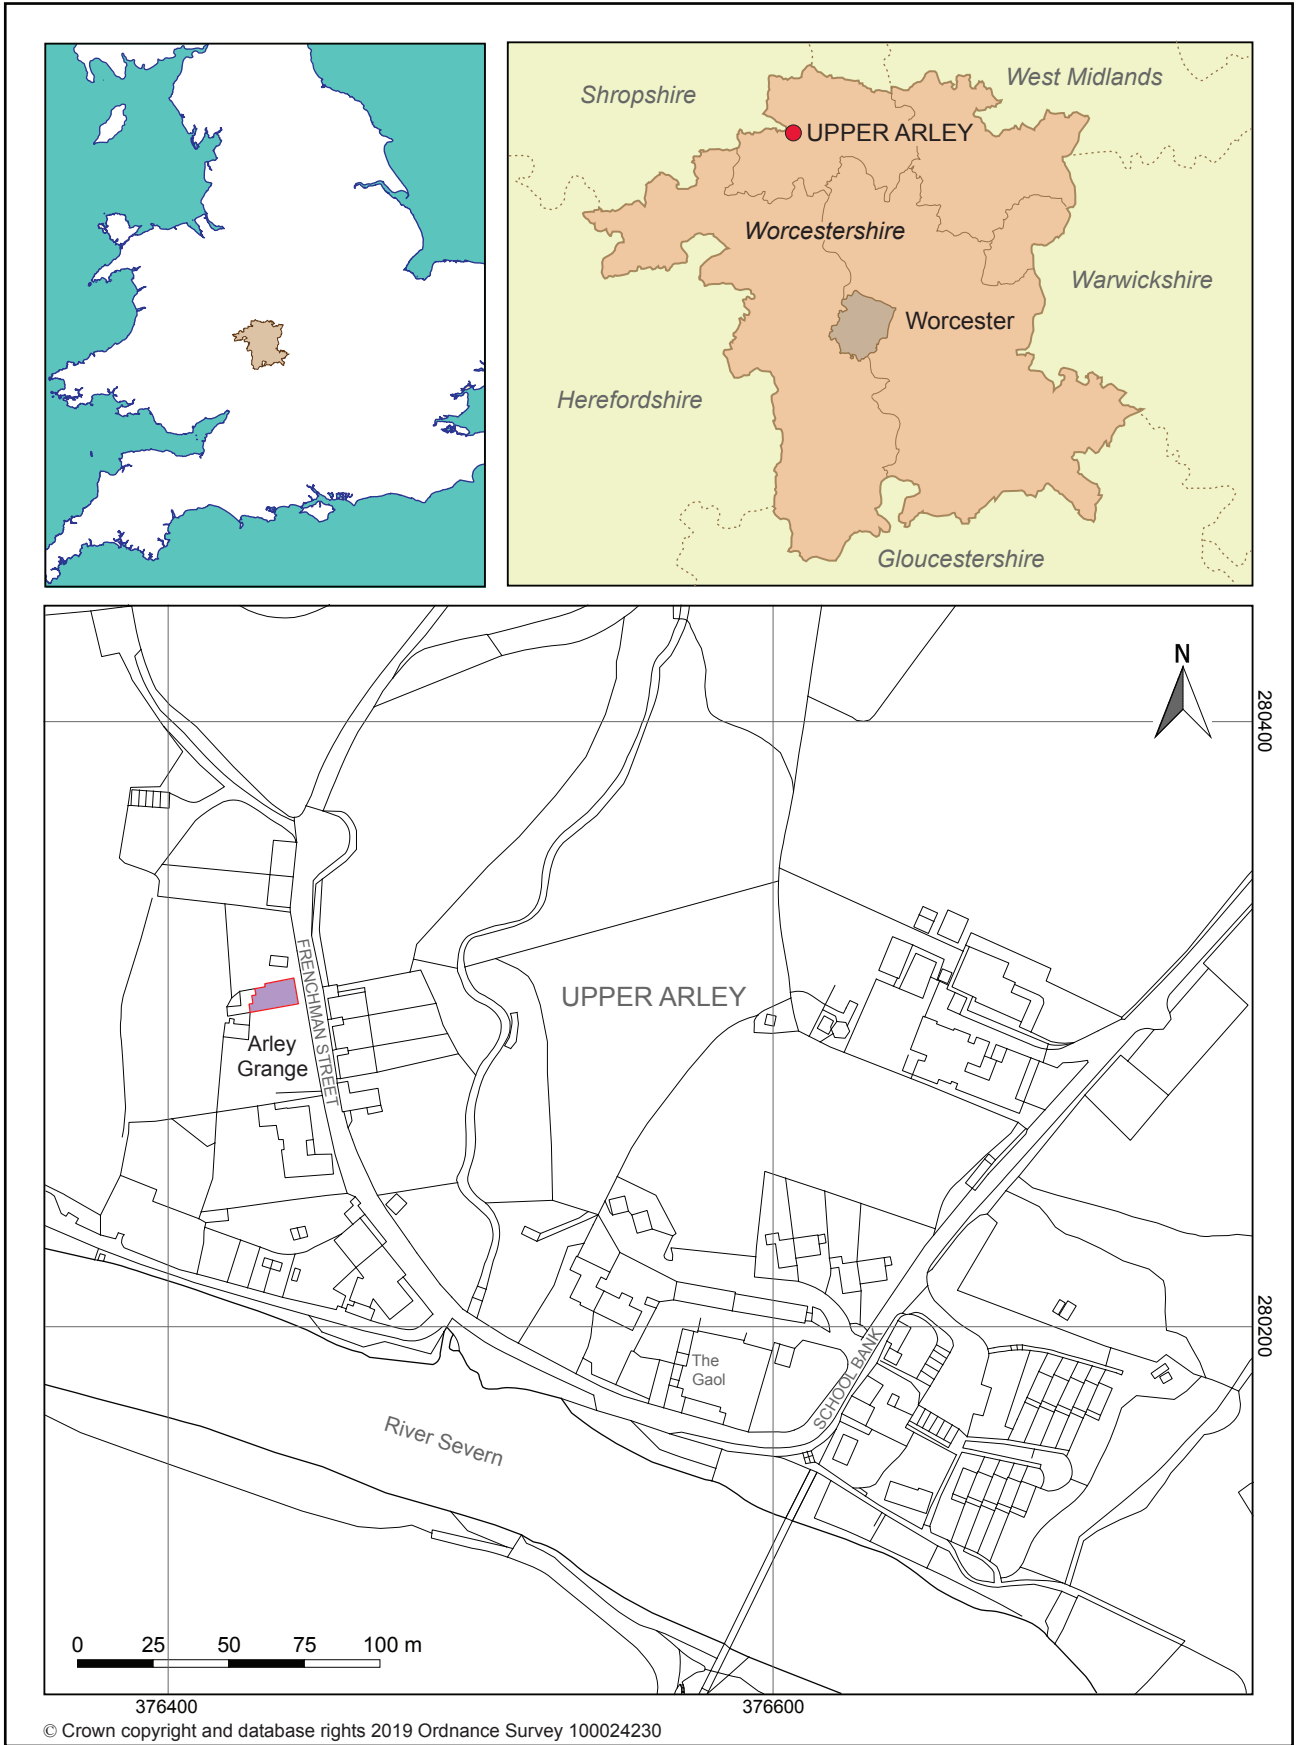 Shropshire
West Midlands
UPPER ARLEY
Worcestershire
Warwickshire
Worcester
Herefordshire
Gloucestershire
N
280400
FRENCHMAN STREET
UPPER ARLEY
Arley
Grange
280200
The
Gaol
SCHOOL BANK
River Severn
0 25 50 75 100 m
376400 376600
© Crown copyright and database rights 2019 Ordnance Survey 100024230